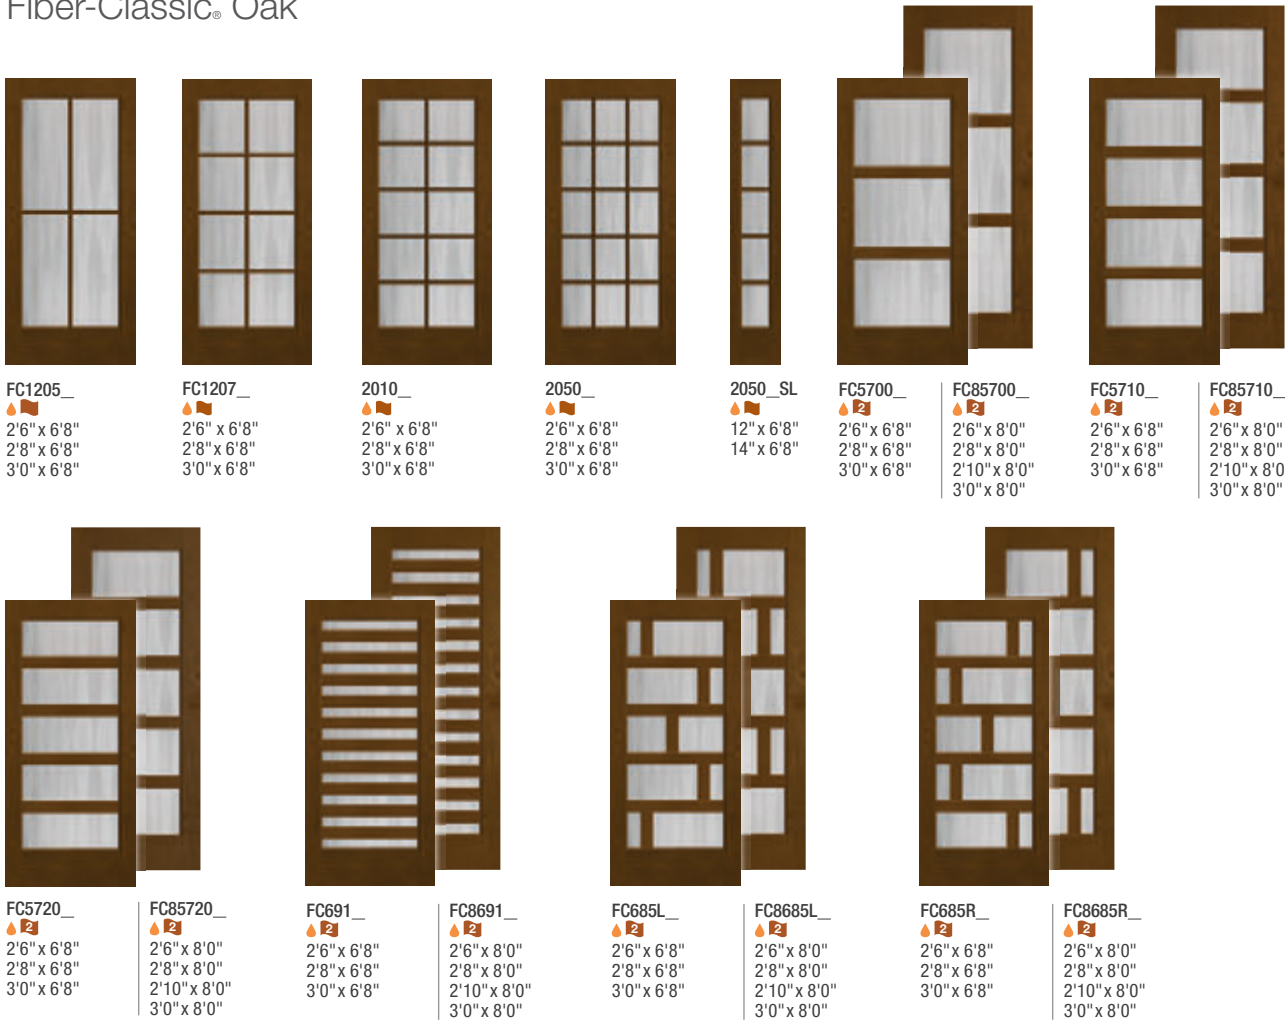 Fiber-Classic® Oak
FC1205_
2'6" x 6'8"
2'8" x 6'8"
3'0" x 6'8"
FC1207_
2'6" x 6'8"
2'8" x 6'8"
3'0" x 6'8"
2010_
2'6" x 6'8"
2'8" x 6'8"
3'0" x 6'8"
2050_
2'6" x 6'8"
2'8" x 6'8"
3'0" x 6'8"
2050_SL
12" x 6'8"
14" x 6'8"
FC5700_
2
2'6" x 6'8"
2'8" x 6'8"
3'0" x 6'8"
FC85700_
2
2'6" x 8'0"
2'8" x 8'0"
2'10" x 8'0"
3'0" x 8'0"
FC5710_
2
2'6" x 6'8"
2'8" x 6'8"
3'0" x 6'8"
FC85710_
2
2'6" x 8'0"
2'8" x 8'0"
2'10" x 8'0
3'0" x 8'0"
FC5720_
2
2'6" x 6'8"
2'8" x 6'8"
3'0" x 6'8"
FC85720_
2
2'6" x 8'0"
2'8" x 8'0"
2'10" x 8'0"
3'0" x 8'0"
FC691_
2
2'6" x 6'8"
2'8" x 6'8"
3'0" x 6'8"
FC8691_
2
2'6" x 8'0"
2'8" x 8'0"
2'10" x 8'0"
3'0" x 8'0"
FC685L_
2
2'6" x 6'8"
2'8" x 6'8"
3'0" x 6'8"
FC8685L_
2
2'6" x 8'0"
2'8" x 8'0"
2'10" x 8'0"
3'0" x 8'0"
FC685R_
2
2'6" x 6'8"
2'8" x 6'8"
3'0" x 6'8"
FC8685R_
2
2'6" x 8'0"
2'8" x 8'0"
2'10" x 8'0"
3'0" x 8'0"